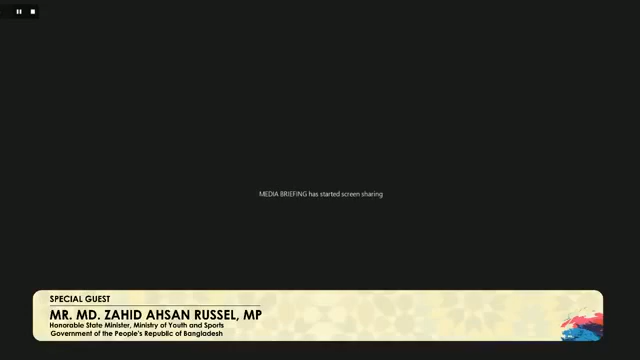 MEDIA BRIEFING has started screen sharing
SPECIAL GUEST
MR. MD. ZAHID AHSAN RUSSEL, MP
Honorable State Minister, Ministry of Youth and Sports
Government of the People's Republic of Bangladesh